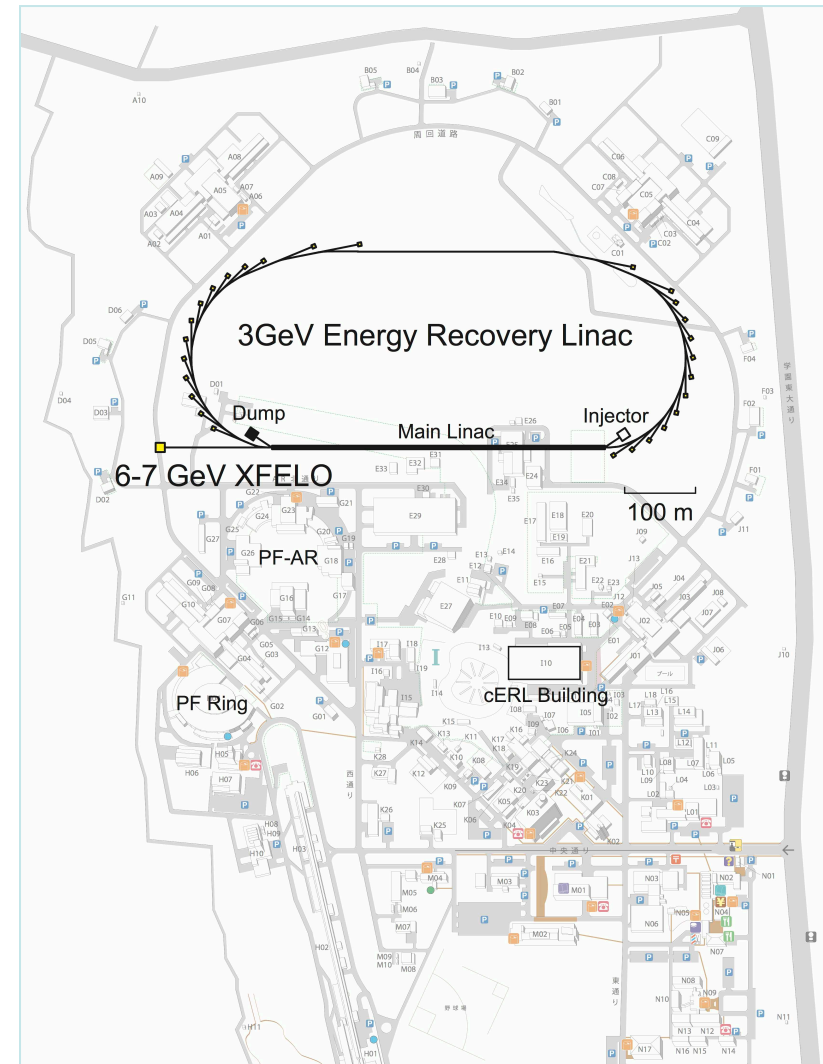 B05
B04
B03
B02
B01
A10
周回道路
C09
A08
A09
A07
A05
A06
A03
A04
A02
A01
C06
C08
C07
C05
C04
C03
C02
C01
D06
3GeV Energy Recovery Linac
D05
F04
学園東大通り
D04
D01
F03
D03
Dump
Injector
F02
Main Linac
E26
E25
E31
E32
E33
E24
F01
6-7 GeV XFELO
D02
E34
E35
E30
G22
G21
G23
G24
100 m
G25
G20
G27
G19
E29
E17
E18
E20
E19
J11
J09
G26
PF-AR
G18
E28
E13
E14
E16
E21
J13
E12
E11
E15
G09
G08
G17
G16
E22
E23
J05
J04
J03
J08
G11
G10
J12
E27
E07
E02
J07
G07
G15
G14
G13
E10
E09
E08
E06
E05
E04
E03
J02
E01
G05
G06
G03
G04
G12
I17
I18
I13
J01
J06
J10
I19
I16
I10
プール
I14
cERL Building
I03
PF Ring
G02
G01
I15
I08
I05
I02
L18
L16
L15
L17
L13
L14
I09
I07
I06
I01
K15
K16
K14
K13
K11
K17
K18
L12
L11
H05
H06
H07
K28
K27
西通り
K12
K10
K08
K24
K19
K23
K21
K22
K20
K09
K05
K07
K06
K01
L10
L09
L08
L07
L05
L06
L04
L03
L02
L01
K26
K25
K04
K03
K02
H08
H09
H10
H03
中央通り
M04
M03
M05
M01
M06
M07
M02
N03
N02
N01
N05
N04
N06
N07
H02
M09
M10
M08
野球場
東通り
N08
N10
N09
H11
N11
N13
N12
H01
N17
N16
N15
N14